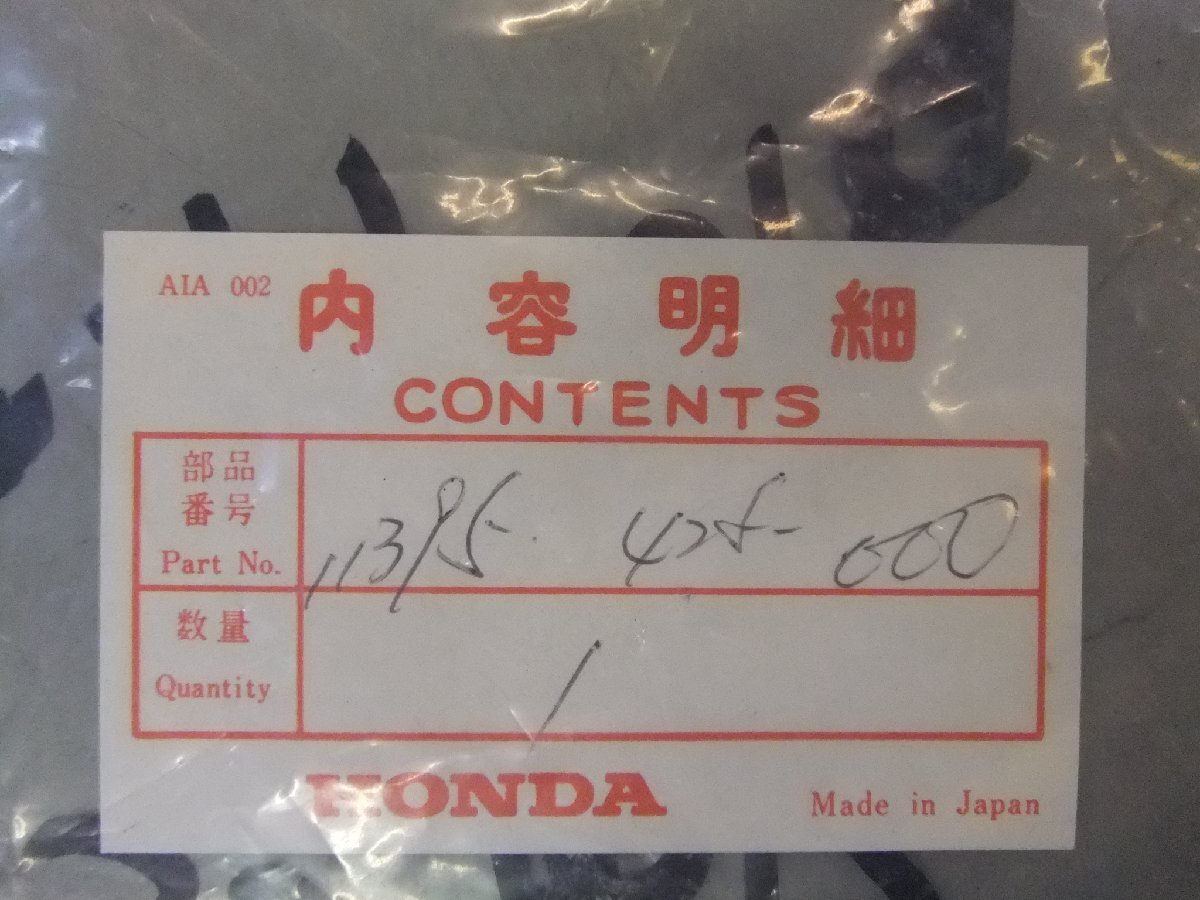 AIA 002
内容明細
CONTENTS
部品
番号
Part No.
11395 425 000
数量
Quantity
1
HONDA
Made in Japan